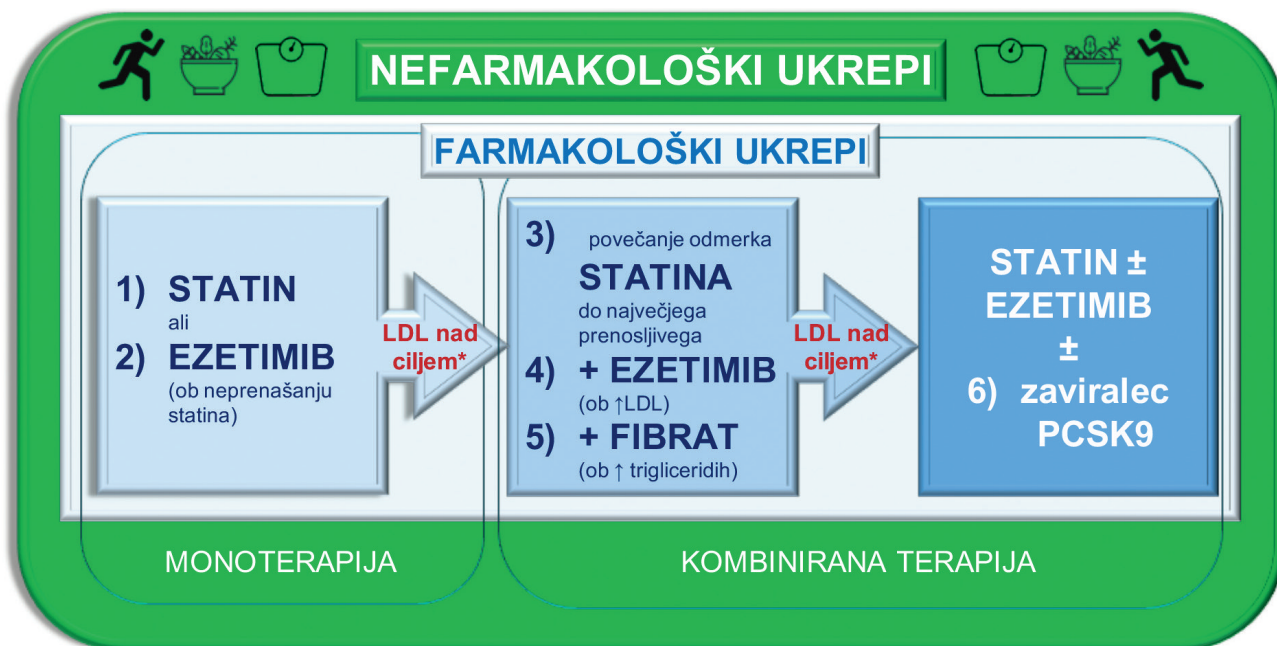 NEFARMAKOLOŠKI UKREPI
FARMAKOLOŠKI UKREPI
1) STATIN
ali
2) EZETIMIB
(ob neprenašanju
statina)
LDL nad
ciljem*
3) povečanje odmerka
STATINA
do največjega
prenosljivega
4) + EZETIMIB
(ob ↑LDL)
5) + FIBRAT
(ob ↑ trigliceridih)
LDL nad
ciljem*
STATIN ±
EZETIMIB
±
6) zaviralec
PCSK9
MONOTERAPIJA
KOMBINIRANA TERAPIJA